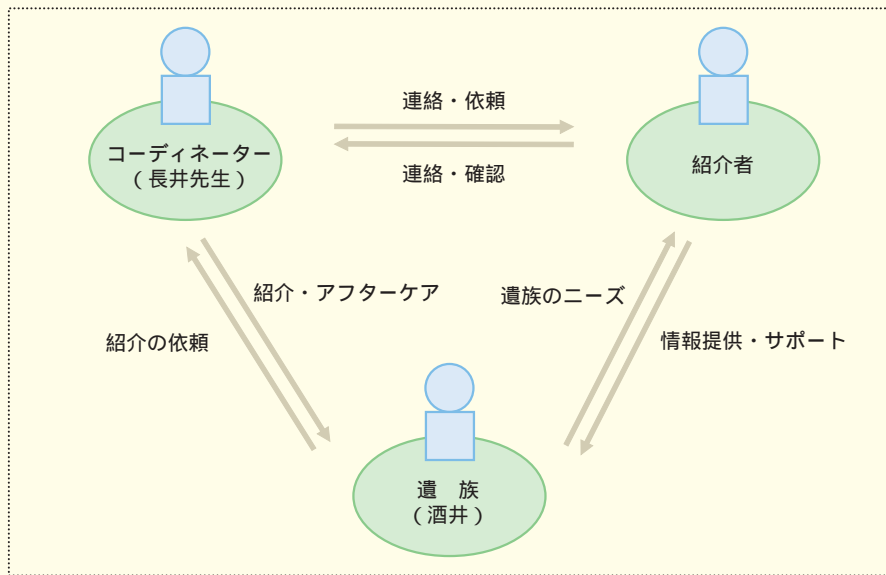 連絡・依頼
コーディネーター
（長井先生）
紹介者
連絡・確認
紹介・アフターケア
遺族のニーズ
紹介の依頼
情報提供・サポート
遺　族
（酒井）